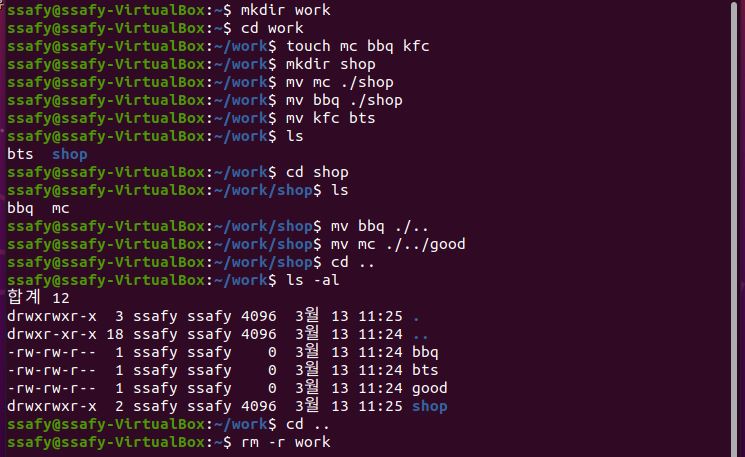 ssafy@ssafy-VirtualBox:~$ mkdir work
ssafy@ssafy-VirtualBox:~$ cd work
ssafy@ssafy-VirtualBox:~/work$ touch mc bbq kfc
ssafy@ssafy-VirtualBox:~/work$ mkdir shop
ssafy@ssafy-VirtualBox:~/work$ mv mc ./shop
ssafy@ssafy-VirtualBox:~/work$ mv bbq ./shop
ssafy@ssafy-VirtualBox:~/work$ mv kfc bts
ssafy@ssafy-VirtualBox:~/work$ ls
bts  shop
ssafy@ssafy-VirtualBox:~/work$ cd shop
ssafy@ssafy-VirtualBox:~/work/shop$ ls
bbq  mc
ssafy@ssafy-VirtualBox:~/work/shop$ mv bbq ./..
ssafy@ssafy-VirtualBox:~/work/shop$ mv mc ./../good
ssafy@ssafy-VirtualBox:~/work/shop$ cd ..
ssafy@ssafy-VirtualBox:~/work$ ls -al
합계 12
drwxrwxr-x  3 ssafy ssafy 4096  3월 13 11:25 .
drwxr-xr-x 18 ssafy ssafy 4096  3월 13 11:24 ..
-rw-rw-r--  1 ssafy ssafy    0  3월 13 11:24 bbq
-rw-rw-r--  1 ssafy ssafy    0  3월 13 11:24 bts
-rw-rw-r--  1 ssafy ssafy    0  3월 13 11:24 good
drwxrwxr-x  2 ssafy ssafy 4096  3월 13 11:25 shop
ssafy@ssafy-VirtualBox:~/work$ cd ..
ssafy@ssafy-VirtualBox:~$ rm -r work